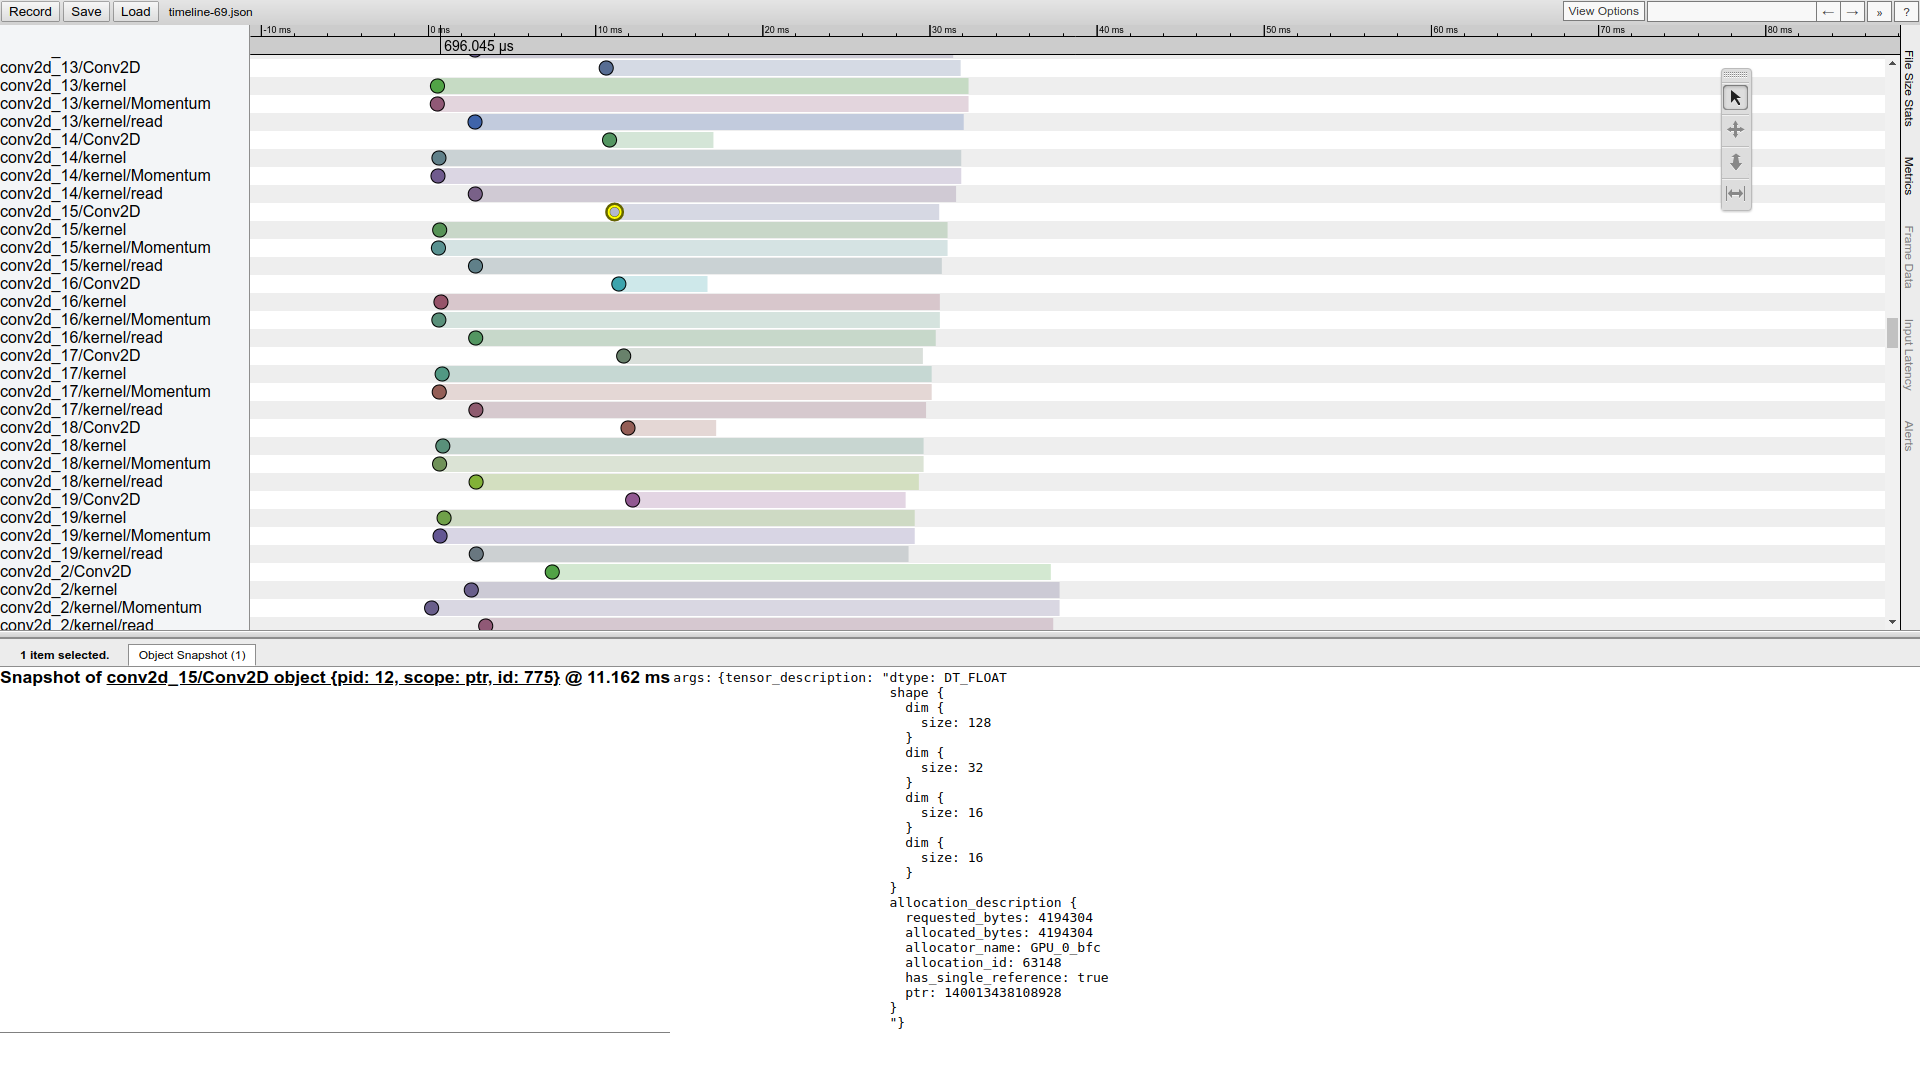 Record Save Load timeline-69.json View Options ← → » ?
-10 ms 0 ms 10 ms 20 ms 30 ms 40 ms 50 ms 60 ms 70 ms 80 ms
696.045 µs
conv2d_13/Conv2D
conv2d_13/kernel
conv2d_13/kernel/Momentum
conv2d_13/kernel/read
conv2d_14/Conv2D
conv2d_14/kernel
conv2d_14/kernel/Momentum
conv2d_14/kernel/read
conv2d_15/Conv2D
conv2d_15/kernel
conv2d_15/kernel/Momentum
conv2d_15/kernel/read
conv2d_16/Conv2D
conv2d_16/kernel
conv2d_16/kernel/Momentum
conv2d_16/kernel/read
conv2d_17/Conv2D
conv2d_17/kernel
conv2d_17/kernel/Momentum
conv2d_17/kernel/read
conv2d_18/Conv2D
conv2d_18/kernel
conv2d_18/kernel/Momentum
conv2d_18/kernel/read
conv2d_19/Conv2D
conv2d_19/kernel
conv2d_19/kernel/Momentum
conv2d_19/kernel/read
conv2d_2/Conv2D
conv2d_2/kernel
conv2d_2/kernel/Momentum
conv2d_2/kernel/read
File Size Stats
Metrics
Frame Data
Input Latency
Alerts
1 item selected. Object Snapshot (1)
Snapshot of conv2d_15/Conv2D object {pid: 12, scope: ptr, id: 775} @ 11.162 ms args: {tensor_description: "dtype: DT_FLOAT
shape {
dim {
size: 128
}
dim {
size: 32
}
dim {
size: 16
}
dim {
size: 16
}
}
allocation_description {
requested_bytes: 4194304
allocated_bytes: 4194304
allocator_name: GPU_0_bfc
allocation_id: 63148
has_single_reference: true
ptr: 140013438108928
}
"}